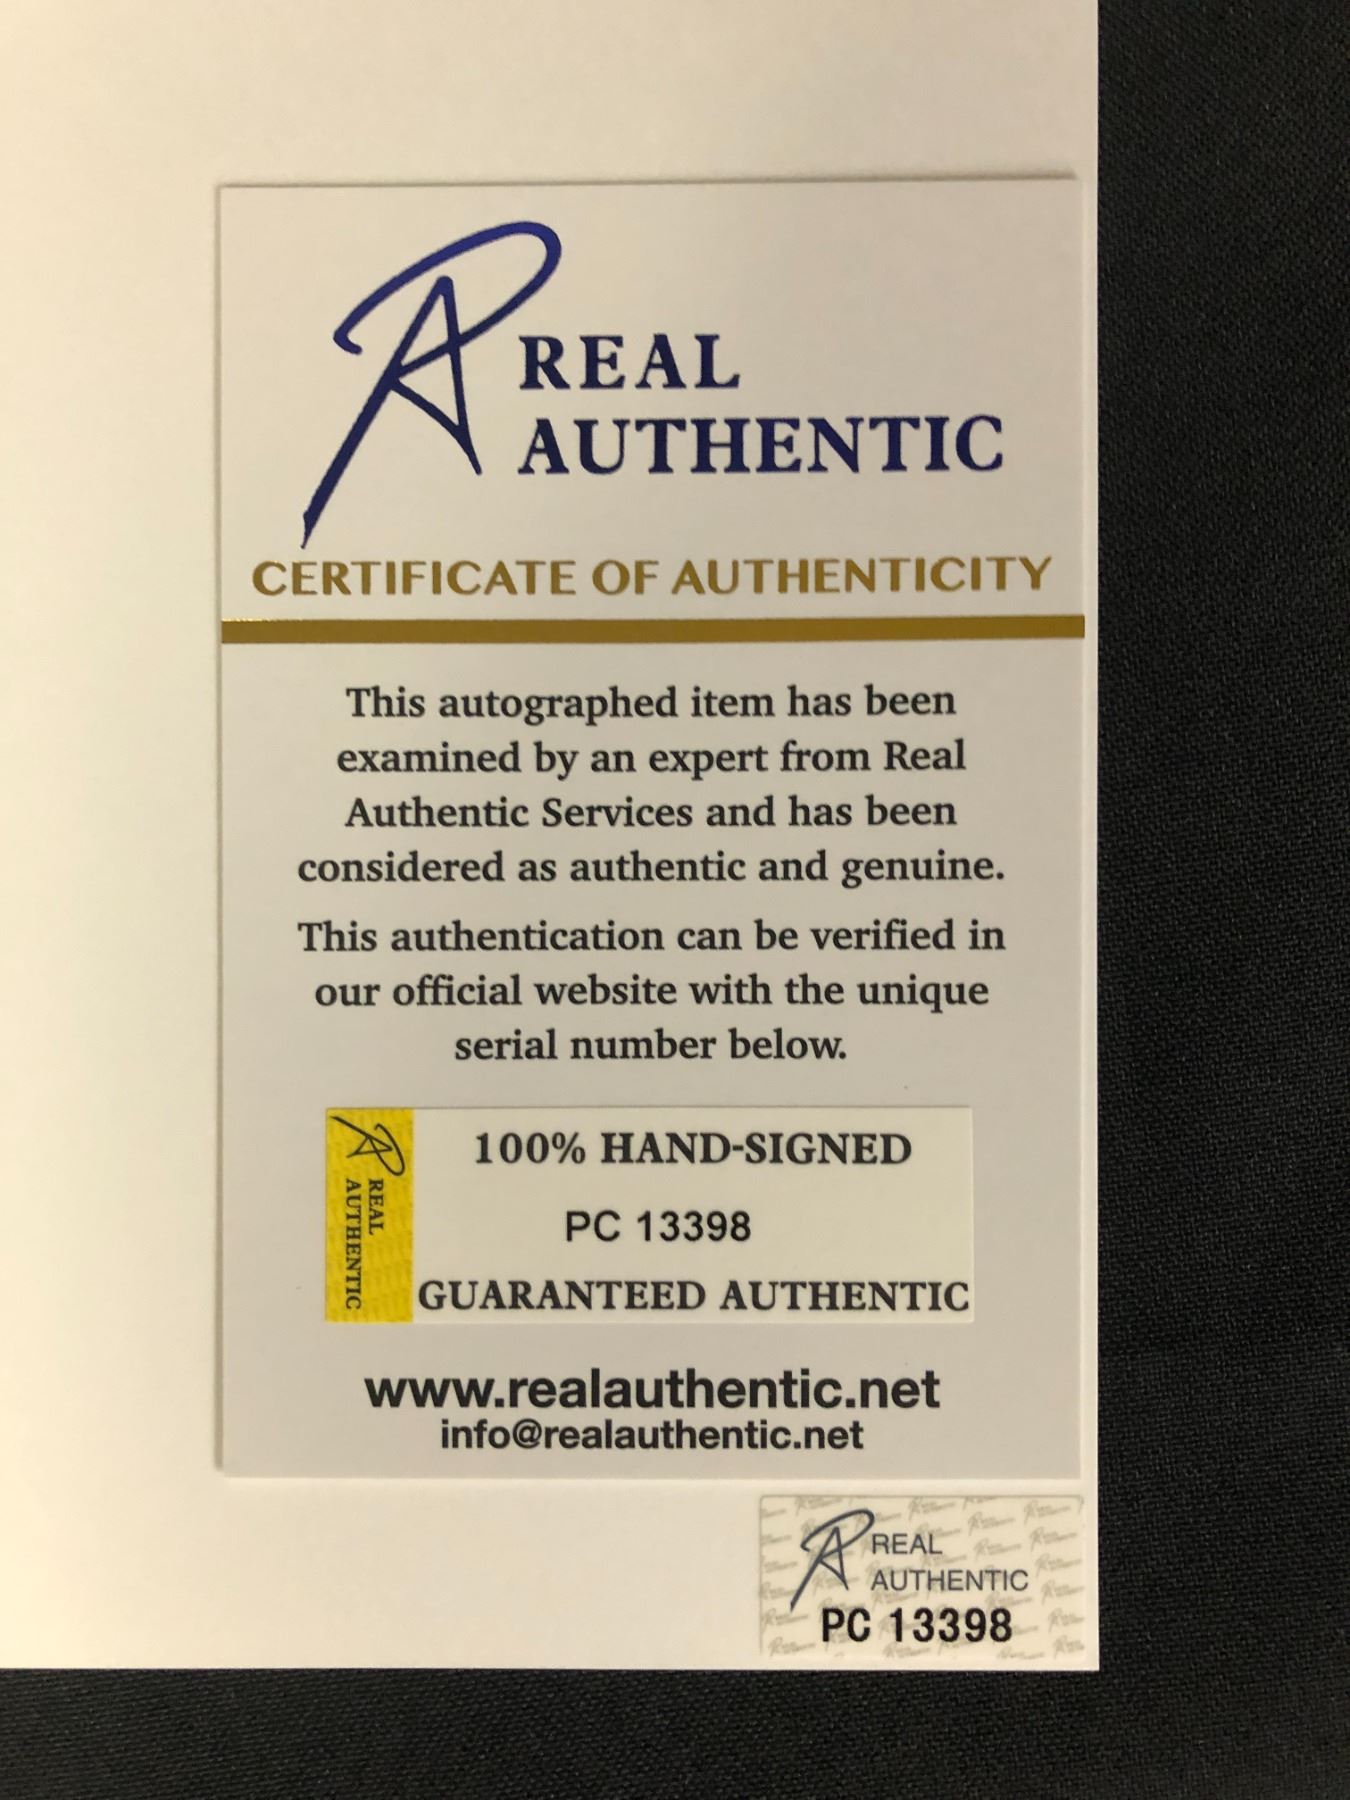 REAL
AUTHENTIC
CERTIFICATE OF AUTHENTICITY
This autographed item has been
examined by an expert from Real
Authentic Services and has been
considered as authentic and genuine.
This authentication can be verified in
our official website with the unique
serial number below.
REAL
AUTHENTIC
100% HAND-SIGNED
PC 13398
GUARANTEED AUTHENTIC
www.realauthentic.net
info@realauthentic.net
REAL
AUTHENTIC
PC 13398